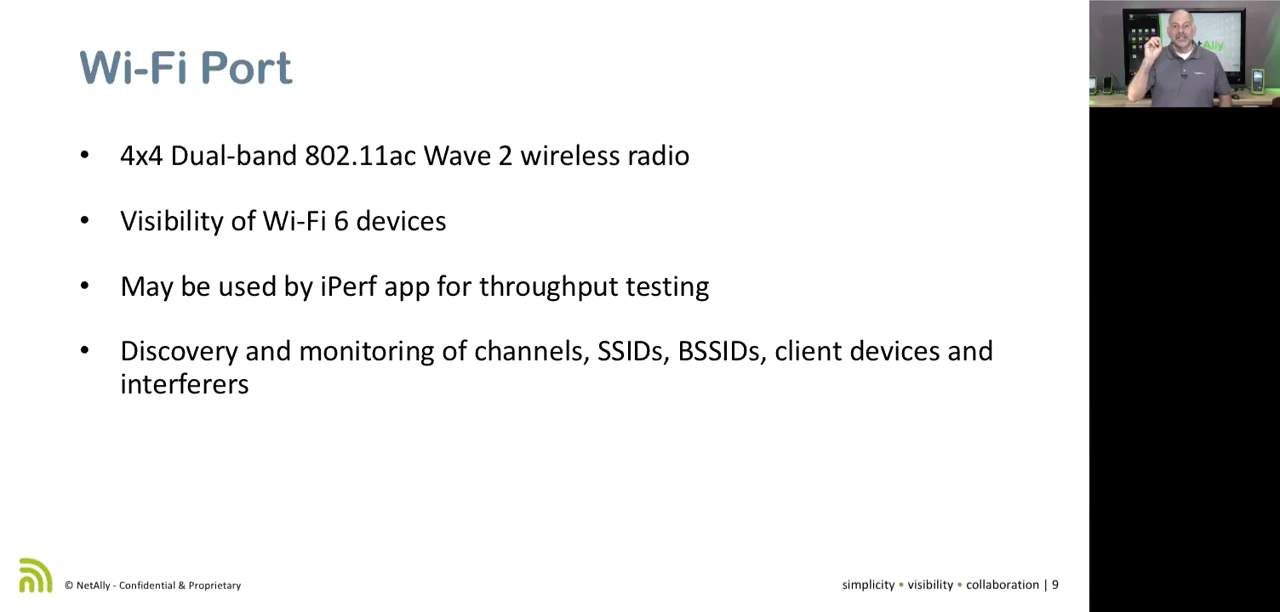 Wi-Fi Port
• 4x4 Dual-band 802.11ac Wave 2 wireless radio
• Visibility of Wi-Fi 6 devices
• May be used by iPerf app for throughput testing
• Discovery and monitoring of channels, SSIDs, BSSIDs, client devices and
interferers
© NetAlly - Confidential & Proprietary
simplicity • visibility • collaboration | 9